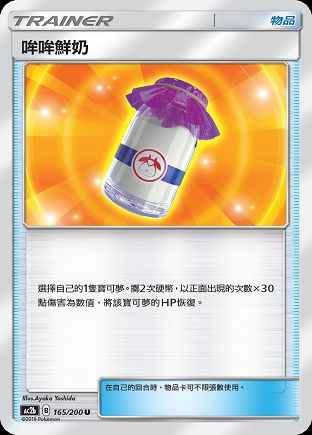 TRAINER 物品
哞哞鮮奶
選擇自己的1隻寶可夢。擲2次硬幣,以正面出現的次數×30
點傷害為數值,將該寶可夢的HP恢復。
Illus.Ayaka Yoshida
AC2b B 165/200 U
©2019 Pokémon
在自己的回合時,物品卡可不限張數使用。